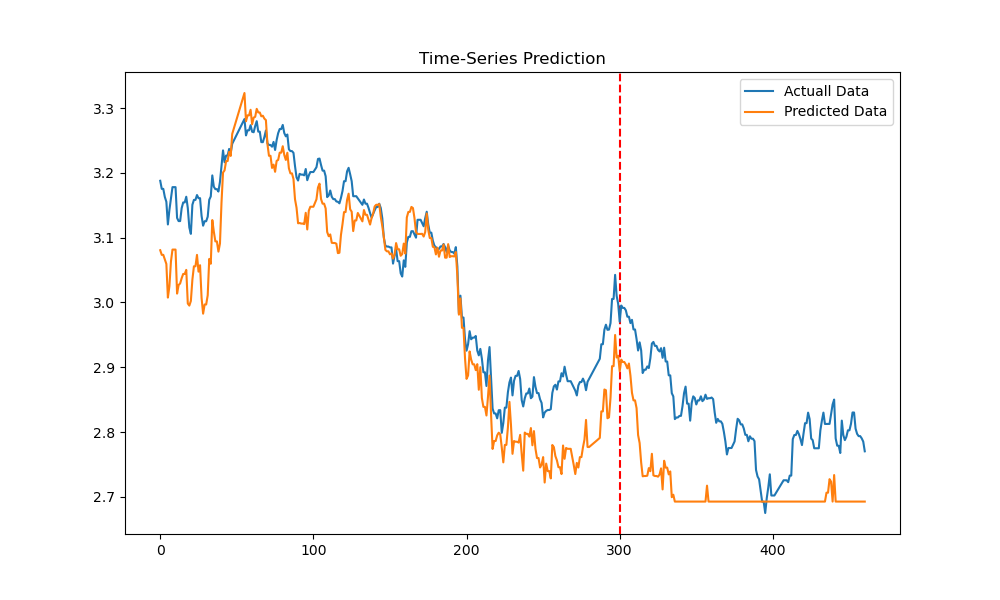 Time-Series Prediction
Actuall Data
Predicted Data
3.3
3.2
3.1
3.0
2.9
2.8
2.7
0 100 200 300 400